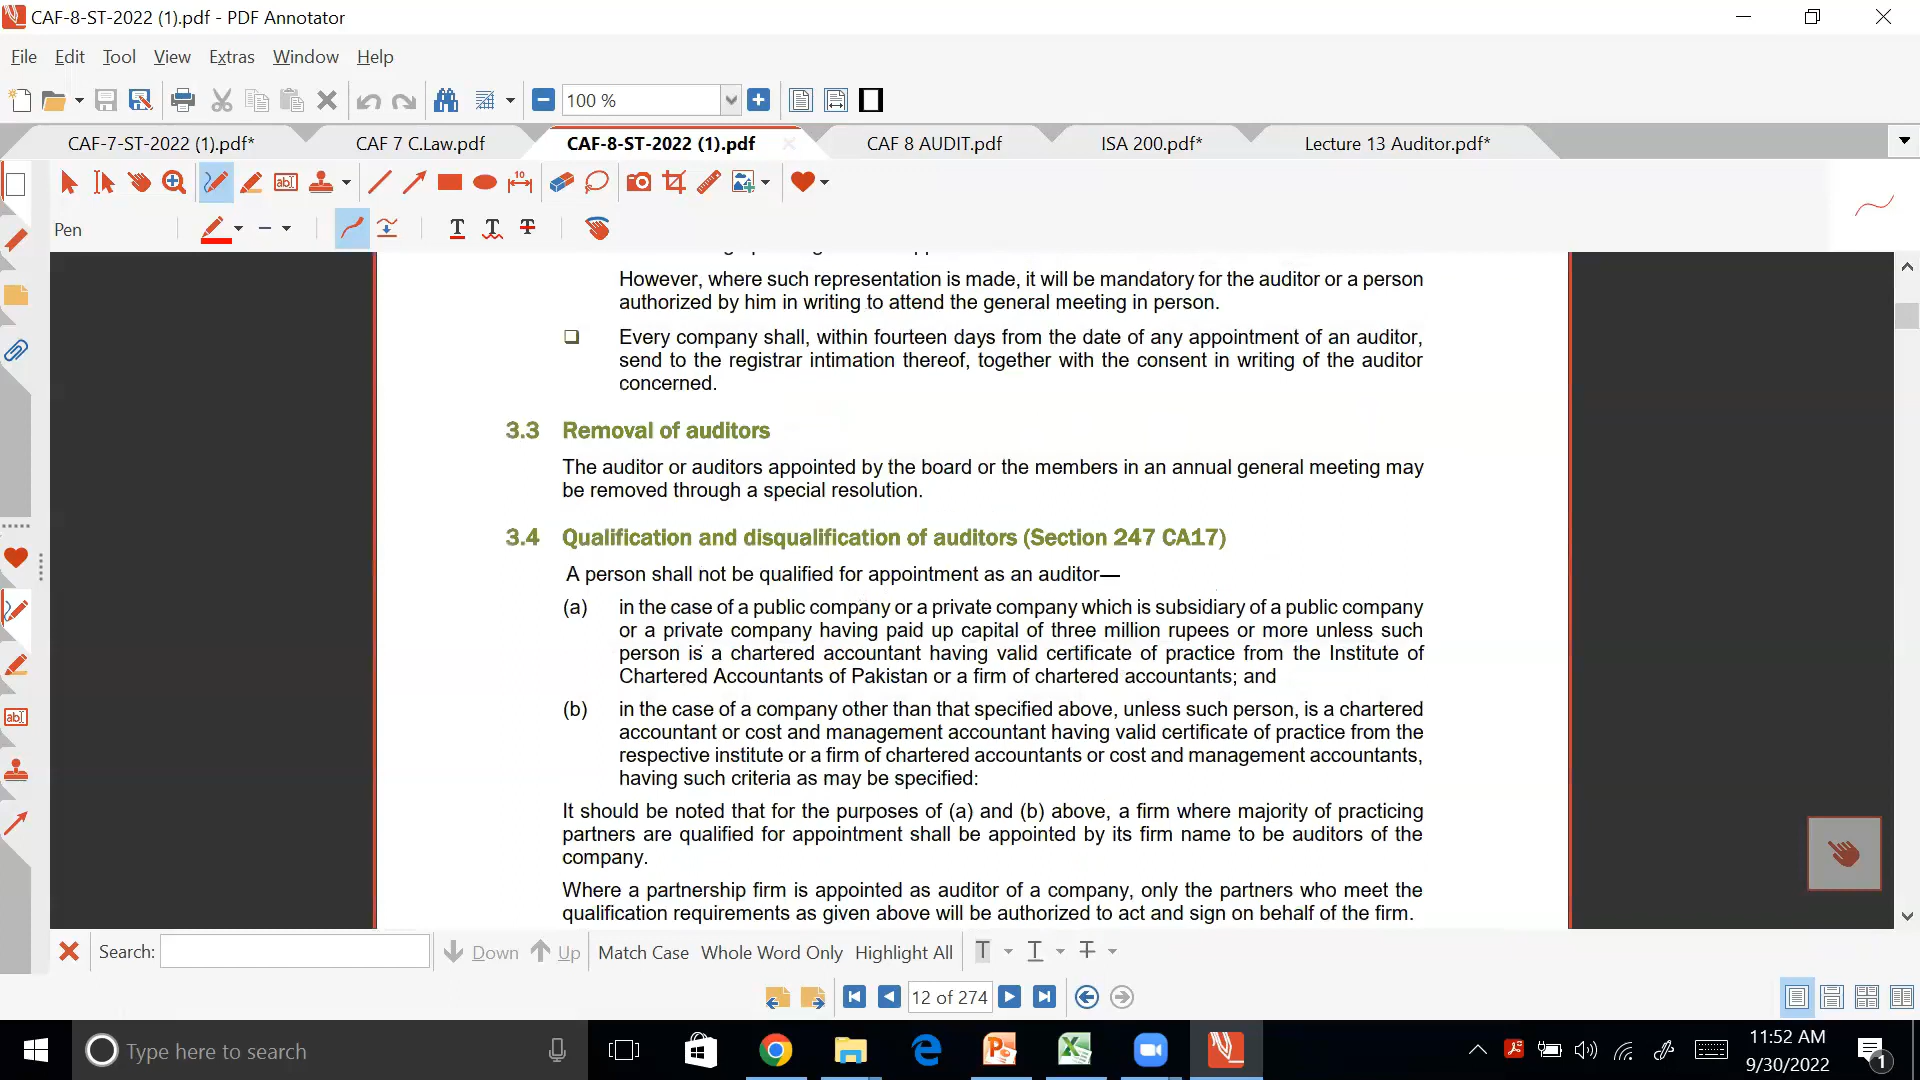 CAF-8-ST-2022 (1).pdf - PDF Annotator
File Edit Tool View Extras Window Help
100 %
CAF-7-ST-2022 (1).pdf* CAF 7 C.Law.pdf CAF-8-ST-2022 (1).pdf CAF 8 AUDIT.pdf ISA 200.pdf* Lecture 13 Auditor.pdf*
Pen
However, where such representation is made, it will be mandatory for the auditor or a person
authorized by him in writing to attend the general meeting in person.
Every company shall, within fourteen days from the date of any appointment of an auditor,
send to the registrar intimation thereof, together with the consent in writing of the auditor
concerned.
3.3 Removal of auditors
The auditor or auditors appointed by the board or the members in an annual general meeting may
be removed through a special resolution.
3.4 Qualification and disqualification of auditors (Section 247 CA17)
A person shall not be qualified for appointment as an auditor—
(a) in the case of a public company or a private company which is subsidiary of a public company
or a private company having paid up capital of three million rupees or more unless such
person is a chartered accountant having valid certificate of practice from the Institute of
Chartered Accountants of Pakistan or a firm of chartered accountants; and
(b) in the case of a company other than that specified above, unless such person, is a chartered
accountant or cost and management accountant having valid certificate of practice from the
respective institute or a firm of chartered accountants or cost and management accountants,
having such criteria as may be specified:
It should be noted that for the purposes of (a) and (b) above, a firm where majority of practicing
partners are qualified for appointment shall be appointed by its firm name to be auditors of the
company.
Where a partnership firm is appointed as auditor of a company, only the partners who meet the
qualification requirements as given above will be authorized to act and sign on behalf of the firm.
Search: Down Up Match Case Whole Word Only Highlight All
12 of 274
Type here to search
11:52 AM
9/30/2022
1